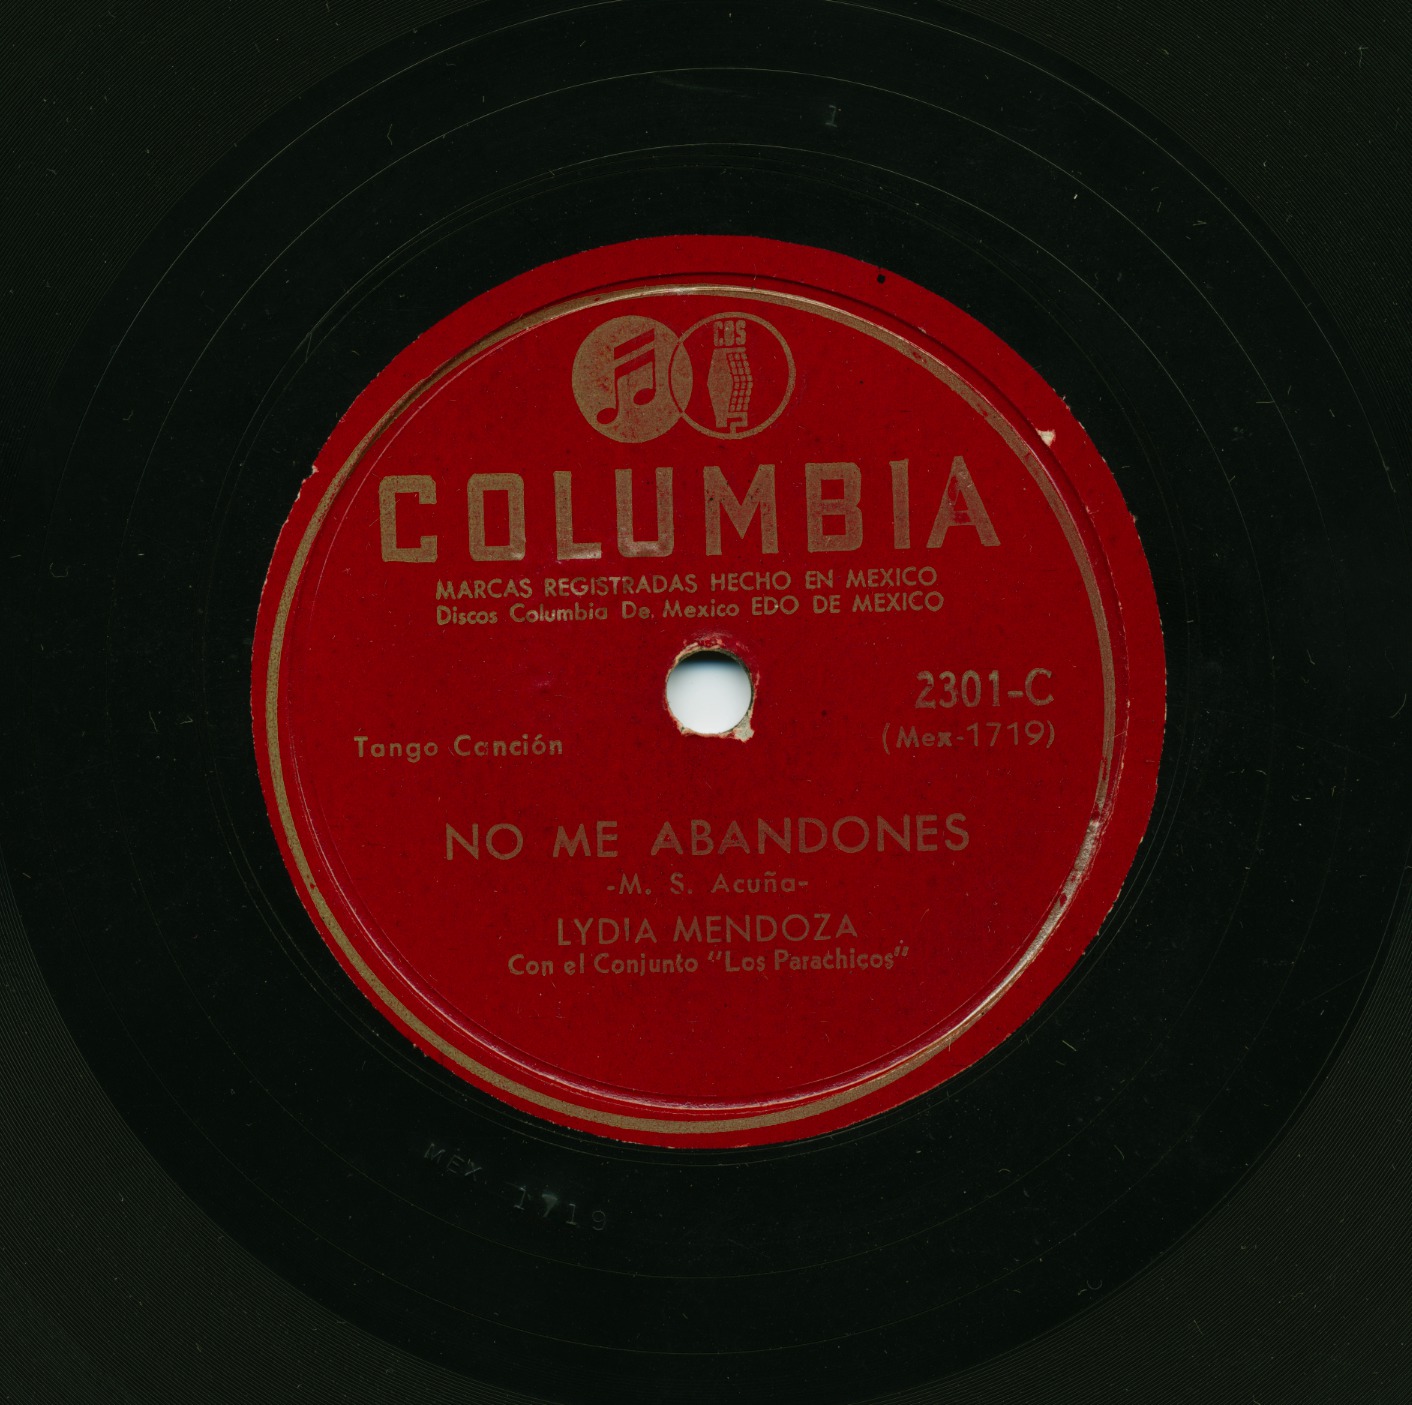 I
CBS
COLUMBIA
MARCAS REGISTRADAS HECHO EN MEXICO
Discos Columbia De. Mexico EDO DE MEXICO
2301-C
(Mex-1719)
Tango Canción
NO ME ABANDONES
-M. S. Acuña-
LYDIA MENDOZA
Con el Conjunto "Los Parachicos"
MEX 1719